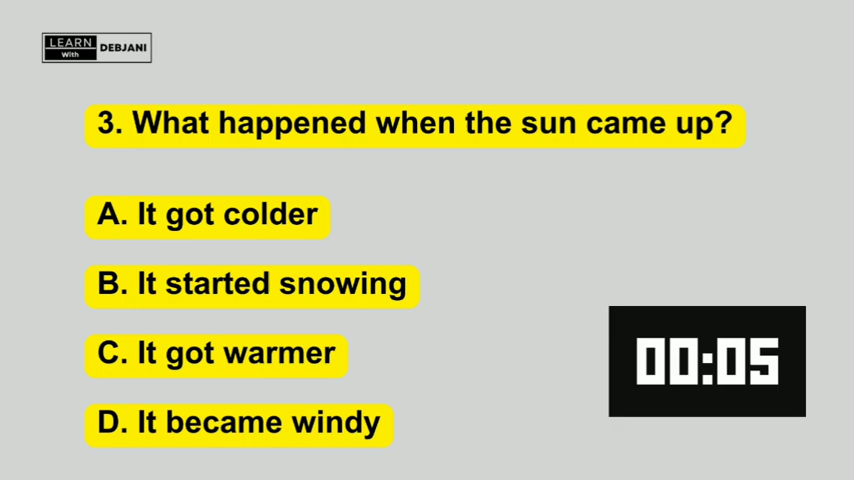 LEARN
With
DEBJANI
3. What happened when the sun came up?
A. It got colder
B. It started snowing
C. It got warmer
D. It became windy
00:05